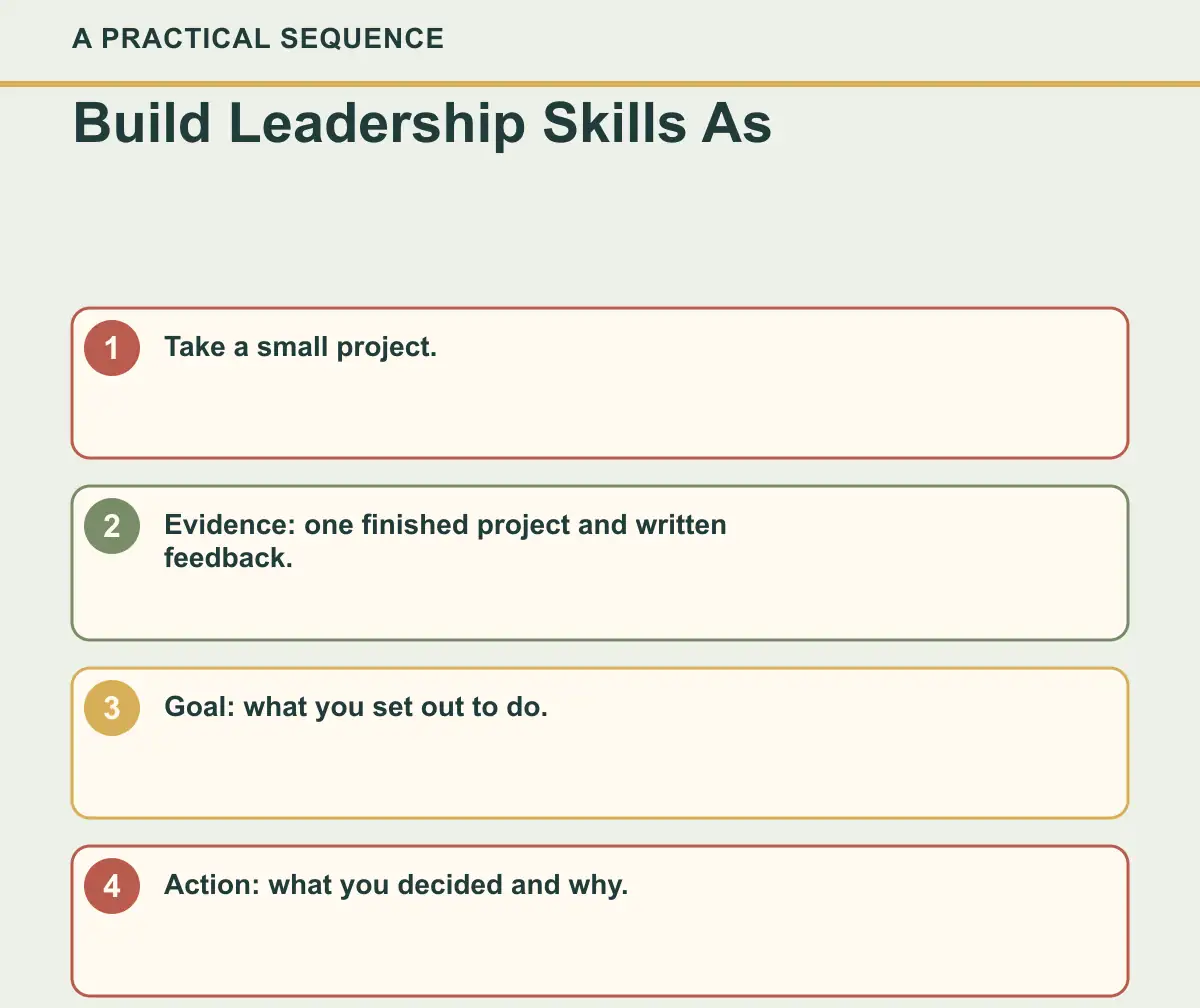 A PRACTICAL SEQUENCE
Build Leadership Skills As
1
Take a small project.
2
Evidence: one finished project and written
feedback.
3
Goal: what you set out to do.
4
Action: what you decided and why.